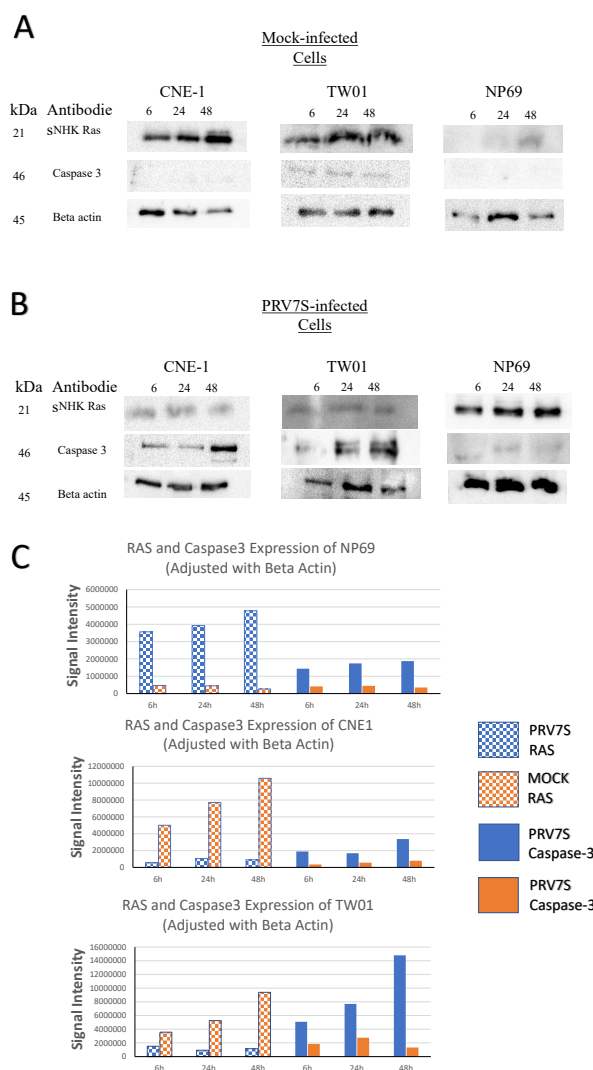 A
Mock-infected
Cells
CNE-1 TW01 NP69
kDa Antibodie 6 24 48 6 24 48 6 24 48
21 sNHK Ras
46 Caspase 3
45 Beta actin
B
PRV7S-infected
Cells
CNE-1 TW01 NP69
kDa Antibodie 6 24 48 6 24 48 6 24 48
21 sNHK Ras
46 Caspase 3
45 Beta actin
C
RAS and Caspase3 Expression of NP69
(Adjusted with Beta Actin)
Signal Intensity
6000000
5000000
4000000
3000000
2000000
1000000
0
6h 24h 48h 6h 24h 48h
RAS and Caspase3 Expression of CNE1
(Adjusted with Beta Actin)
Signal Intensity
12000000
10000000
8000000
6000000
4000000
2000000
0
6h 24h 48h 6h 24h 48h
RAS and Caspase3 Expression of TW01
(Adjusted with Beta Actin)
Signal Intensity
16000000
14000000
12000000
10000000
8000000
6000000
4000000
2000000
0
6h 24h 48h 6h 24h 48h
PRV7S
RAS
MOCK
RAS
PRV7S
Caspase-3
PRV7S
Caspase-3